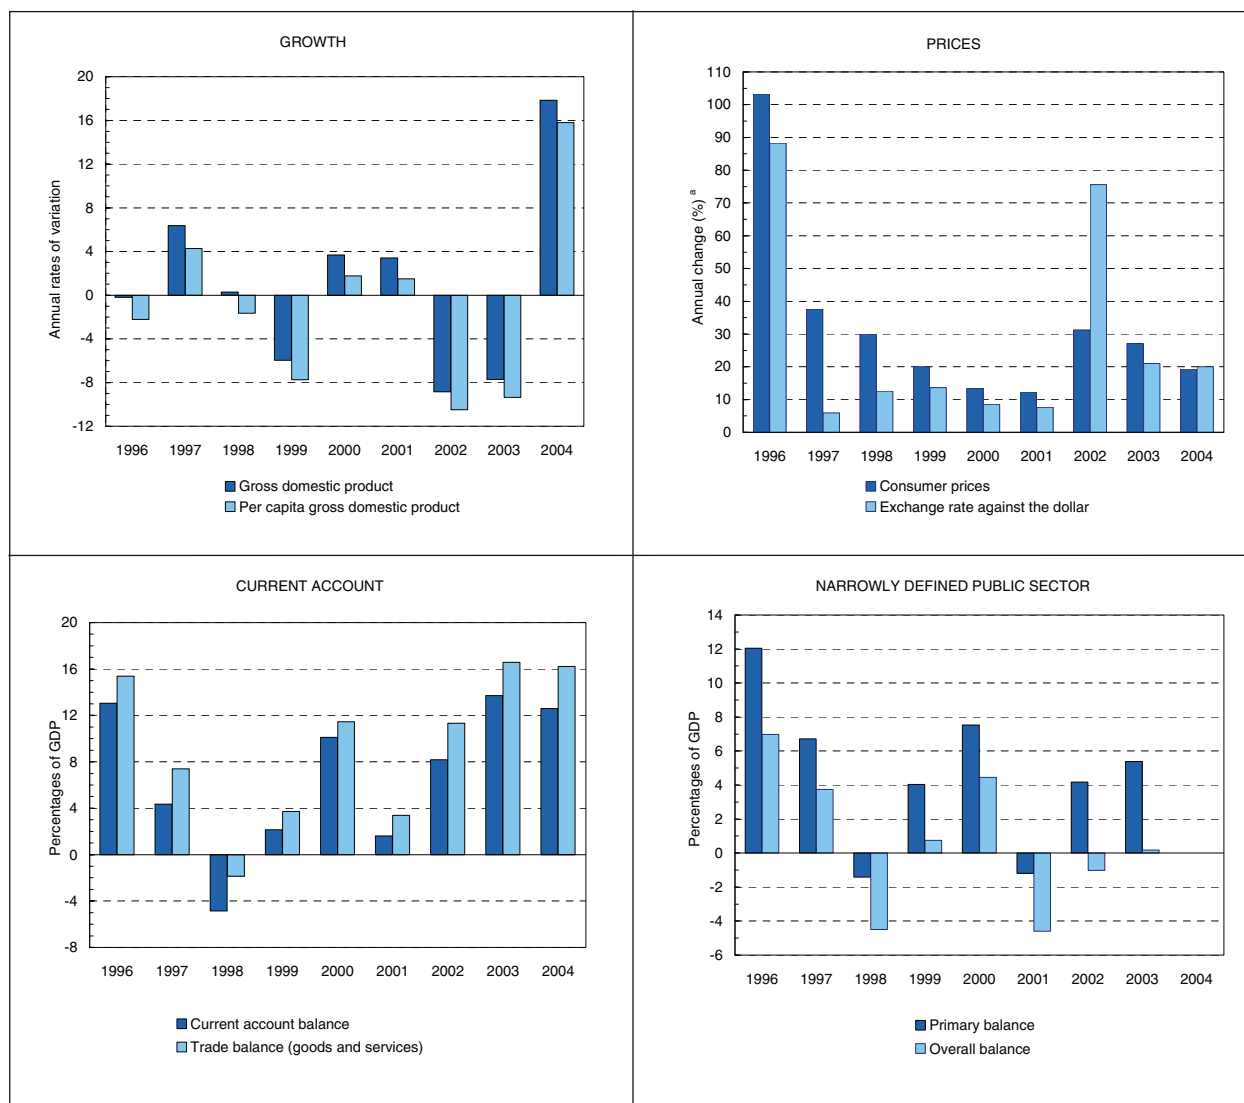 GROWTH
20
16
12
8
4
0
-4
-8
-12
Annual rates of variation
1996 1997 1998 1999 2000 2001 2002 2003 2004
Gross domestic product
Per capita gross domestic product
PRICES
110
100
90
80
70
60
50
40
30
20
10
0
Annual change (%) a
1996 1997 1998 1999 2000 2001 2002 2003 2004
Consumer prices
Exchange rate against the dollar
CURRENT ACCOUNT
20
16
12
8
4
0
-4
-8
Percentages of GDP
1996 1997 1998 1999 2000 2001 2002 2003 2004
Current account balance
Trade balance (goods and services)
NARROWLY DEFINED PUBLIC SECTOR
14
12
10
8
6
4
2
0
-2
-4
-6
Percentages of GDP
1996 1997 1998 1999 2000 2001 2002 2003 2004
Primary balance
Overall balance